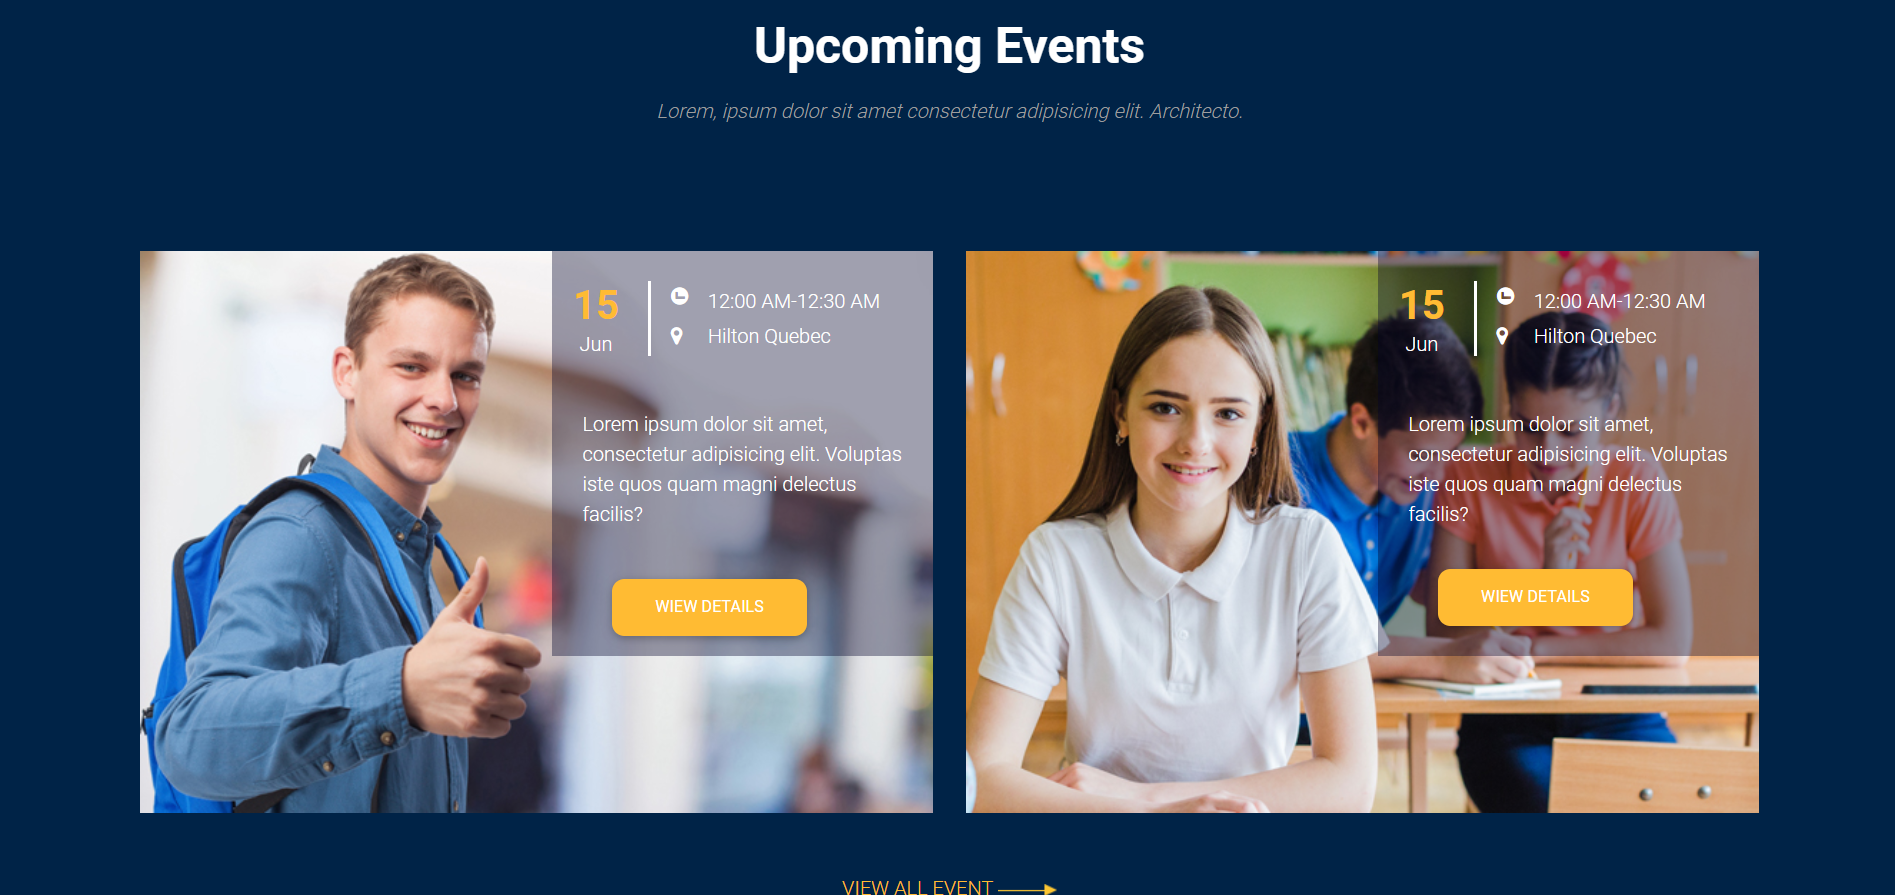 Upcoming Events
Lorem, ipsum dolor sit amet consectetur adipisicing elit. Architecto.
15
Jun
12:00 AM-12:30 AM
Hilton Quebec
Lorem ipsum dolor sit amet,
consectetur adipisicing elit. Voluptas
iste quos quam magni delectus
facilis?
WIEW DETAILS
15
Jun
12:00 AM-12:30 AM
Hilton Quebec
Lorem ipsum dolor sit amet,
consectetur adipisicing elit. Voluptas
iste quos quam magni delectus
facilis?
WIEW DETAILS
VIEW ALL EVENT